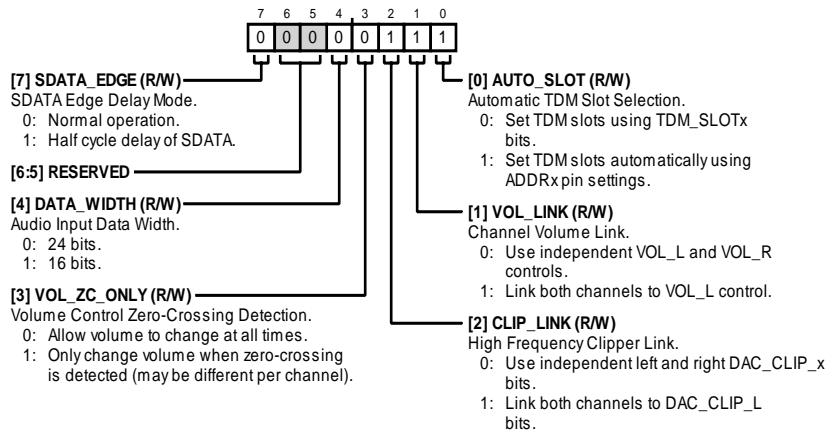 7 6 5 4 3 2 1 0
0 0 0 0 0 1 1 1
[7] SDATA_EDGE (R/W)
SDATA Edge Delay Mode.
0: Normal operation.
1: Half cycle delay of SDATA.
[6:5] RESERVED
[4] DATA_WIDTH (R/W)
Audio Input Data Width.
0: 24 bits.
1: 16 bits.
[3] VOL_ZC_ONLY (R/W)
Volume Control Zero-Crossing Detection.
0: Allow volume to change at all times.
1: Only change volume when zero-crossing
is detected (may be different per channel).
[0] AUTO_SLOT (R/W)
Automatic TDM Slot Selection.
0: Set TDM slots using TDM_SLOTx
bits.
1: Set TDM slots automatically using
ADDRx pin settings.
[1] VOL_LINK (R/W)
Channel Volume Link.
0: Use independent VOL_L and VOL_R
controls.
1: Link both channels to VOL_L control.
[2] CLIP_LINK (R/W)
High Frequency Clipper Link.
0: Use independent left and right DAC_CLIP_x
bits.
1: Link both channels to DAC_CLIP_L
bits.